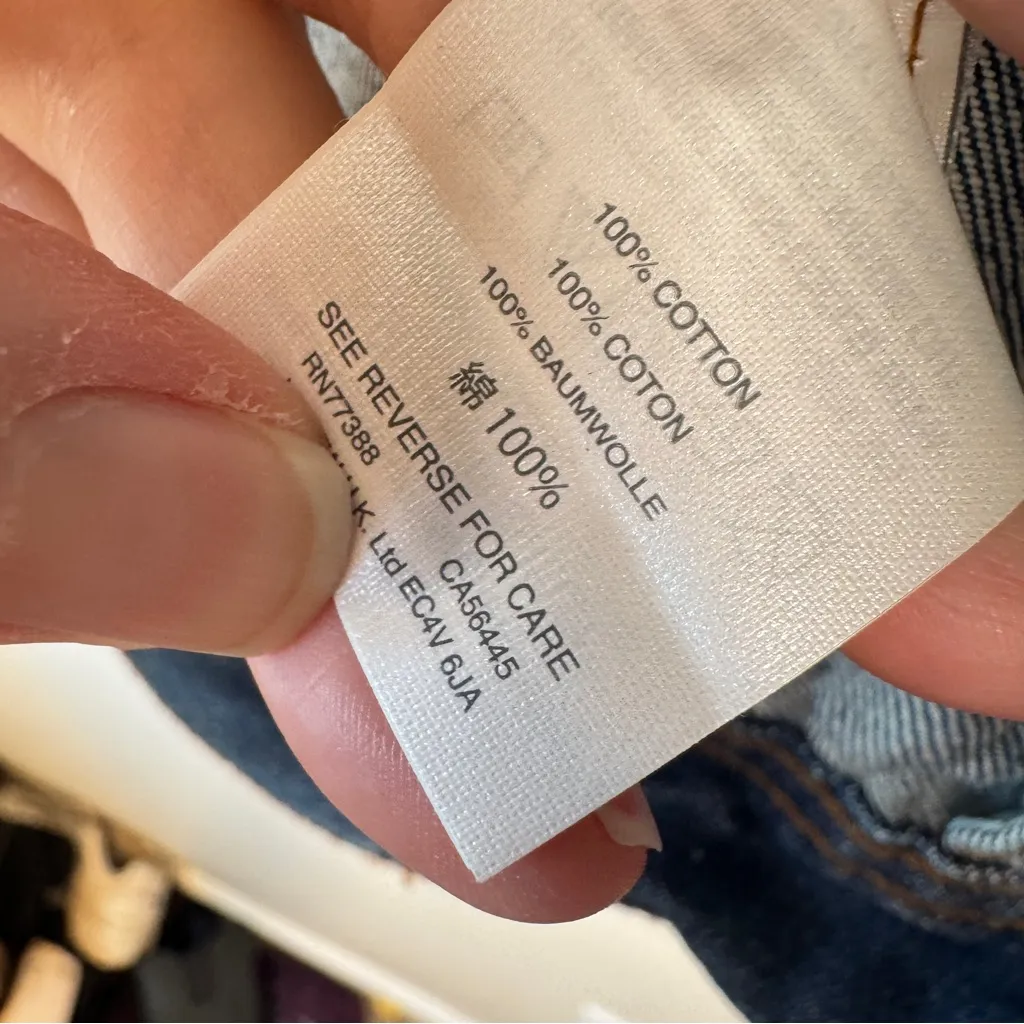 100% COTTON
100% COTON
100% BAUMWOLLE
綿 100%
SEE REVERSE FOR CARE
RN77388 CA56445
U.K. Ltd EC4V 6JA